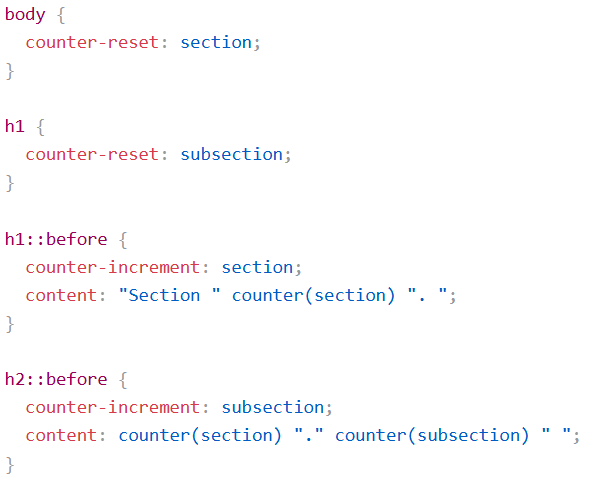 body {
  counter-reset: section;
}

h1 {
  counter-reset: subsection;
}

h1::before {
  counter-increment: section;
  content: "Section " counter(section) ". ";
}

h2::before {
  counter-increment: subsection;
  content: counter(section) "." counter(subsection) " ";
}